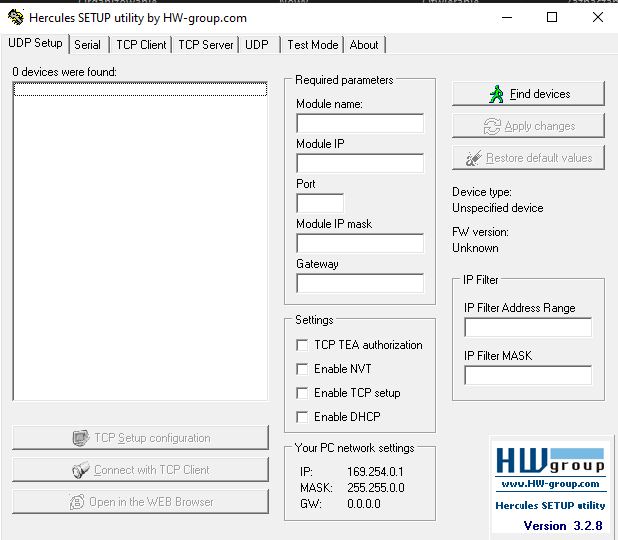 Hercules SETUP utility by HW-group.com
UDP Setup Serial TCP Client TCP Server UDP Test Mode About
0 devices were found:
TCP Setup configuration
Connect with TCP Client
Open in the WEB Browser
Required parameters
Module name:
Module IP
Port
Module IP mask
Gateway
Settings
TCP TEA authorization
Enable NVT
Enable TCP setup
Enable DHCP
Your PC network settings
IP: 169.254.0.1
MASK: 255.255.0.0
GW: 0.0.0.0
Find devices
Apply changes
Restore default values
Device type:
Unspecified device
FW version:
Unknown
IP Filter
IP Filter Address Range
IP Filter MASK
HW group
www.HW-group.com
Hercules SETUP utility
Version 3.2.8